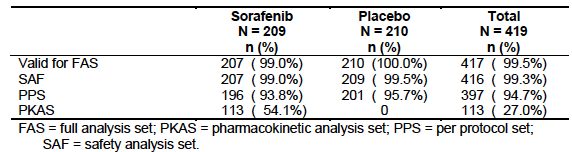 Sorafenib Placebo Total
N = 209 N = 210 N = 419
n (%) n (%) n (%)
Valid for FAS 207 ( 99.0%) 210 (100.0%) 417 ( 99.5%)
SAF 207 ( 99.0%) 209 ( 99.5%) 416 ( 99.3%)
PPS 196 ( 93.8%) 201 ( 95.7%) 397 ( 94.7%)
PKAS 113 ( 54.1%) 0 113 ( 27.0%)
FAS = full analysis set; PKAS = pharmacokinetic analysis set; PPS = per protocol set;
SAF = safety analysis set.